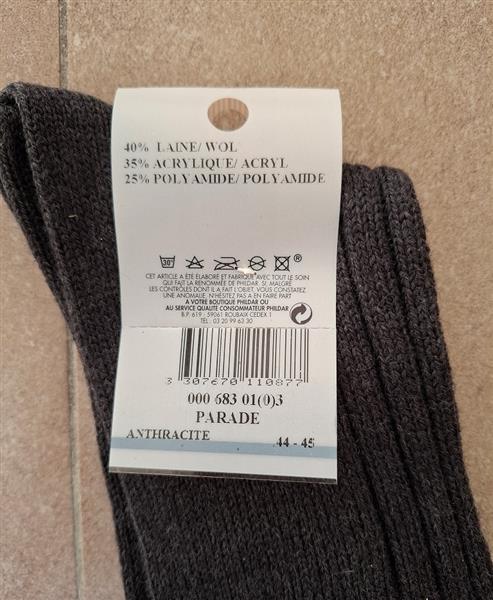 40% LAINE/ WOL
35% ACRYLIQUE/ ACRYL
25% POLYAMIDE/ POLYAMIDE
30°
®
CET ARTICLE A ÉTÉ ELABORÉ ET FABRIQUÉ AVEC TOUT LE SOIN
QUI FAIT LA RENOMMÉE DE PHILDAR. SI, MALGRÉ
LES CONTRÔLES DONT IL A FAIT L'OBJET, VOUS CONSTATEZ
UNE ANOMALIE, N'HÉSITEZ PAS A EN FAIRE PART
A VOTRE BOUTIQUE PHILDAR OU
AU SERVICE QUALITE CONSOMMATEUR PHILDAR
B.P. 619 - 59061 ROUBAIX CEDEX 1
TÉL : 03 20 99 63 30
3 307670 110877
000 683 01(0)3
PARADE
ANTHRACITE 44 - 45